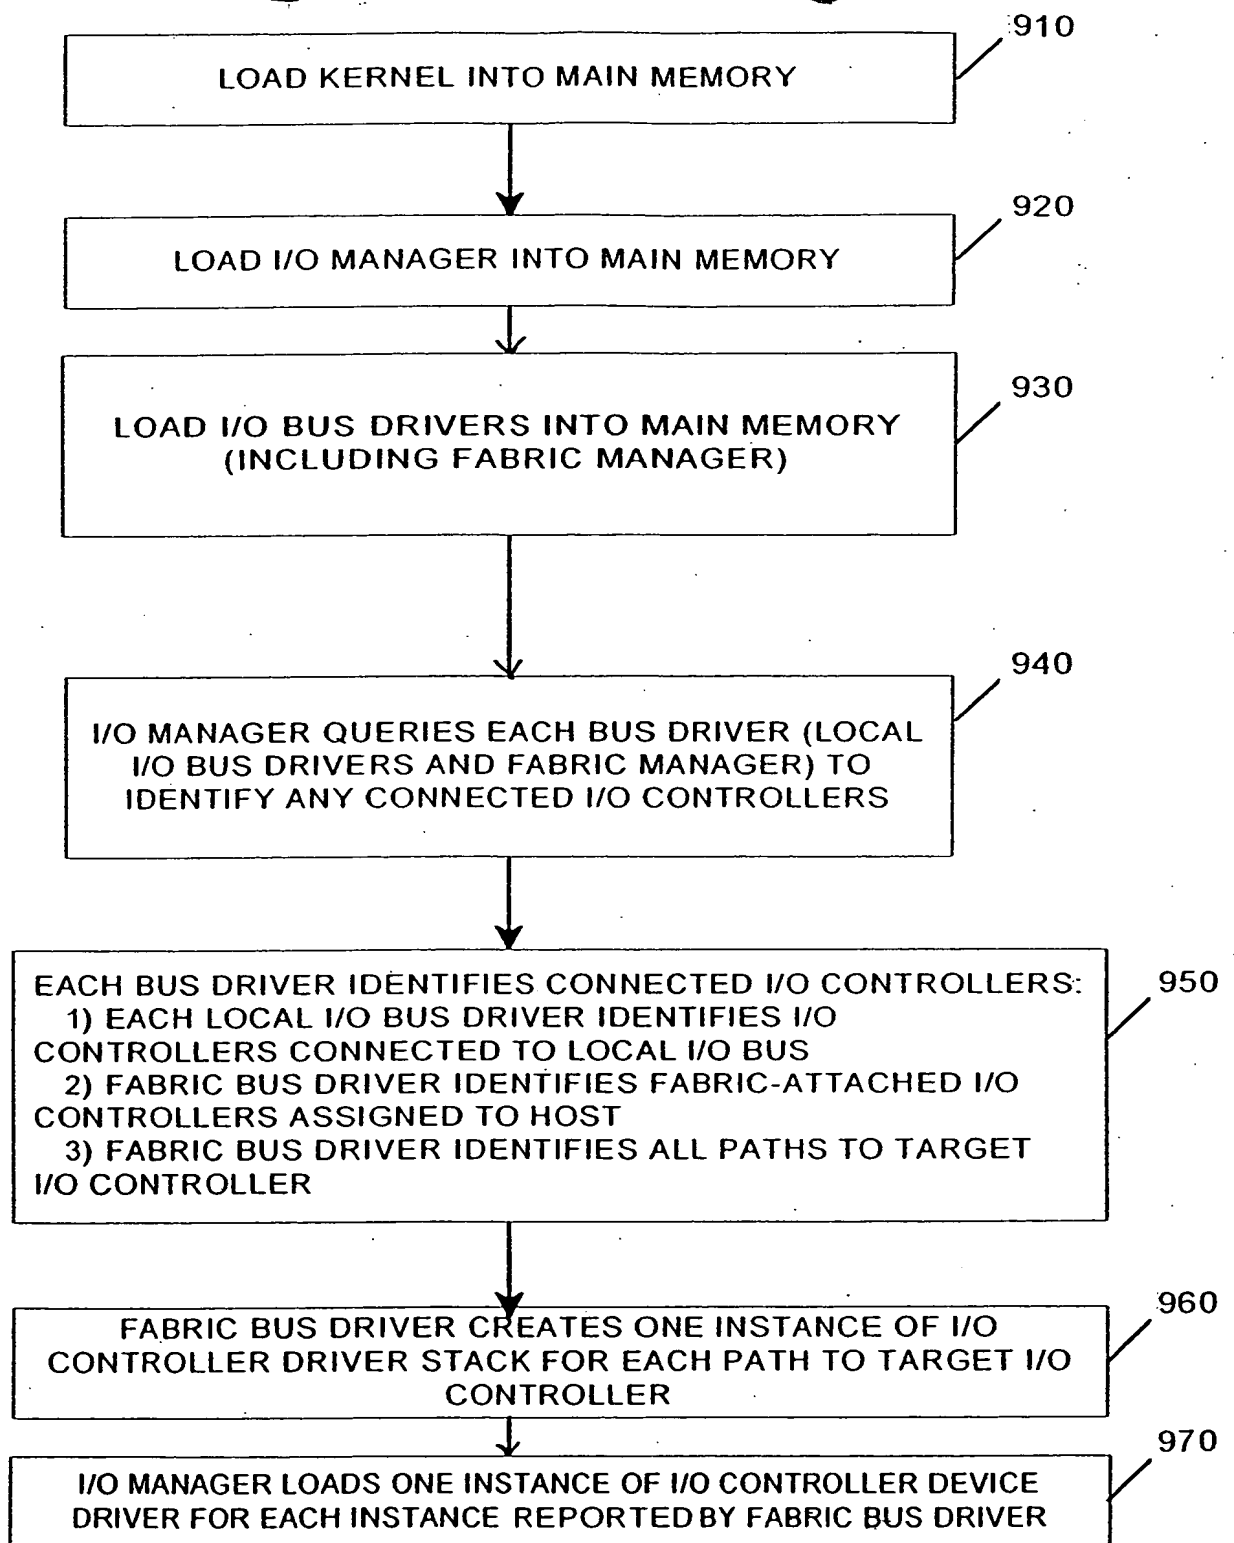 910
LOAD KERNEL INTO MAIN MEMORY
920
LOAD I/O MANAGER INTO MAIN MEMORY
930
LOAD I/O BUS DRIVERS INTO MAIN MEMORY
(INCLUDING FABRIC MANAGER)
940
I/O MANAGER QUERIES EACH BUS DRIVER (LOCAL
I/O BUS DRIVERS AND FABRIC MANAGER) TO
IDENTIFY ANY CONNECTED I/O CONTROLLERS
950
EACH BUS DRIVER IDENTIFIES CONNECTED I/O CONTROLLERS:
1) EACH LOCAL I/O BUS DRIVER IDENTIFIES I/O
CONTROLLERS CONNECTED TO LOCAL I/O BUS
2) FABRIC BUS DRIVER IDENTIFIES FABRIC-ATTACHED I/O
CONTROLLERS ASSIGNED TO HOST
3) FABRIC BUS DRIVER IDENTIFIES ALL PATHS TO TARGET
I/O CONTROLLER
960
FABRIC BUS DRIVER CREATES ONE INSTANCE OF I/O
CONTROLLER DRIVER STACK FOR EACH PATH TO TARGET I/O
CONTROLLER
970
I/O MANAGER LOADS ONE INSTANCE OF I/O CONTROLLER DEVICE
DRIVER FOR EACH INSTANCE REPORTED BY FABRIC BUS DRIVER